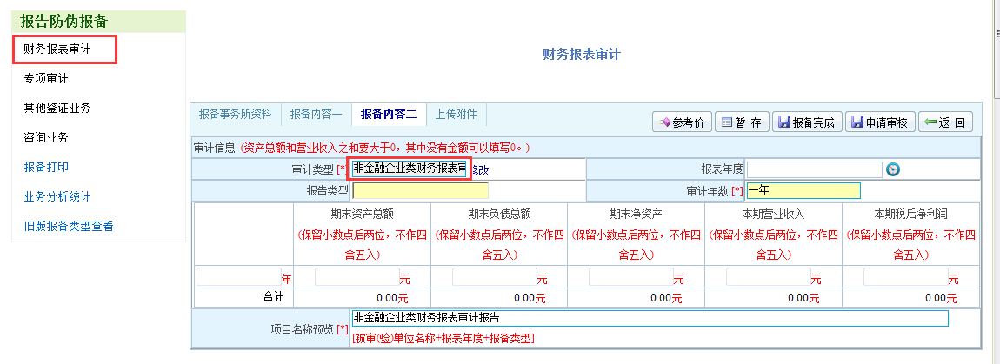 报告防伪报备
财务报表审计
专项审计
其他鉴证业务
咨询业务
报备打印
业务分析统计
旧版报备类型查看
财务报表审计
报备事务所资料 报备内容一 报备内容二 上传附件
参考价 暂 存 报备完成 申请审核 返 回
审计信息 (资产总额和营业收入之和要大于0，其中没有金额可以填写0。)
审计类型 [*] 非金融企业类财务报表审 修改 报表年度
报告类型 审计年数 [*] 一年
期末资产总额 期末负债总额 期末净资产 本期营业收入 本期税后净利润
(保留小数点后两位，不作四 (保留小数点后两位，不作四 (保留小数点后两位，不作四 (保留小数点后两位，不作四 (保留小数点后两位，不作四
舍五入) 舍五入) 舍五入) 舍五入) 舍五入)
年 元 元 元 元 元
合计 0.00元 0.00元 0.00元 0.00元 0.00元
项目名称预览 [*] 非金融企业类财务报表审计报告
[被审(验)单位名称+报表年度+报备类型]